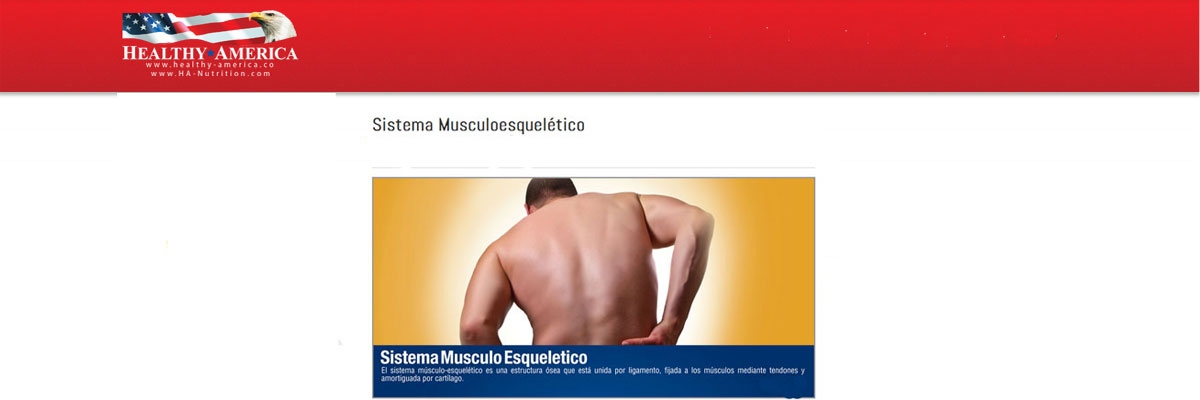 HEALTHY AMERICA
www.healthy-america.co
www.HA-Nutrition.com
Sistema Musculoesquelético
Sistema Musculo Esqueletico
El sistema músculo-esquelético es una estructura ósea que está unida por ligamento, fijada a los músculos mediante tendones y
amortiguada por cartílago.